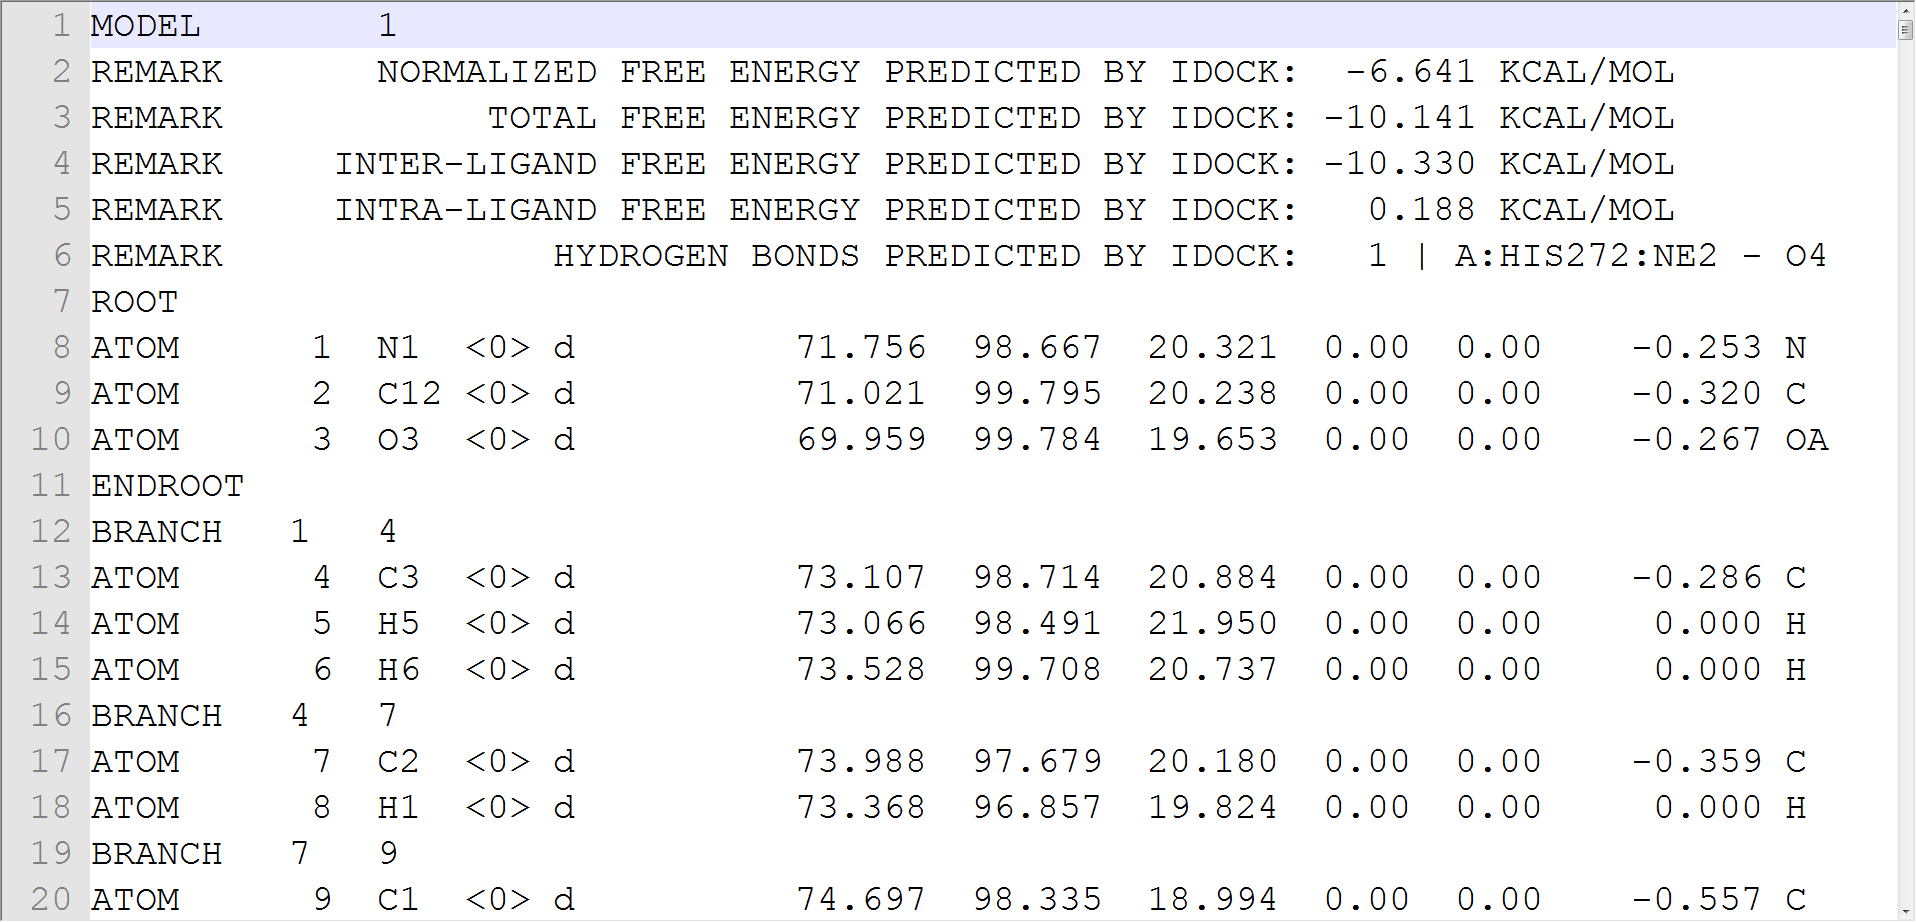 1 MODEL        1
2 REMARK       NORMALIZED FREE ENERGY PREDICTED BY IDOCK:  -6.641 KCAL/MOL
3 REMARK            TOTAL FREE ENERGY PREDICTED BY IDOCK: -10.141 KCAL/MOL
4 REMARK     INTER-LIGAND FREE ENERGY PREDICTED BY IDOCK: -10.330 KCAL/MOL
5 REMARK     INTRA-LIGAND FREE ENERGY PREDICTED BY IDOCK:   0.188 KCAL/MOL
6 REMARK               HYDROGEN BONDS PREDICTED BY IDOCK:   1 | A:HIS272:NE2 - O4
7 ROOT
8 ATOM      1  N1  <0> d          71.756  98.667  20.321  0.00  0.00    -0.253 N
9 ATOM      2  C12 <0> d          71.021  99.795  20.238  0.00  0.00    -0.320 C
10 ATOM      3  O3  <0> d          69.959  99.784  19.653  0.00  0.00    -0.267 OA
11 ENDROOT
12 BRANCH   1   4
13 ATOM      4  C3  <0> d          73.107  98.714  20.884  0.00  0.00    -0.286 C
14 ATOM      5  H5  <0> d          73.066  98.491  21.950  0.00  0.00     0.000 H
15 ATOM      6  H6  <0> d          73.528  99.708  20.737  0.00  0.00     0.000 H
16 BRANCH   4   7
17 ATOM      7  C2  <0> d          73.988  97.679  20.180  0.00  0.00    -0.359 C
18 ATOM      8  H1  <0> d          73.368  96.857  19.824  0.00  0.00     0.000 H
19 BRANCH   7   9
20 ATOM      9  C1  <0> d          74.697  98.335  18.994  0.00  0.00    -0.557 C